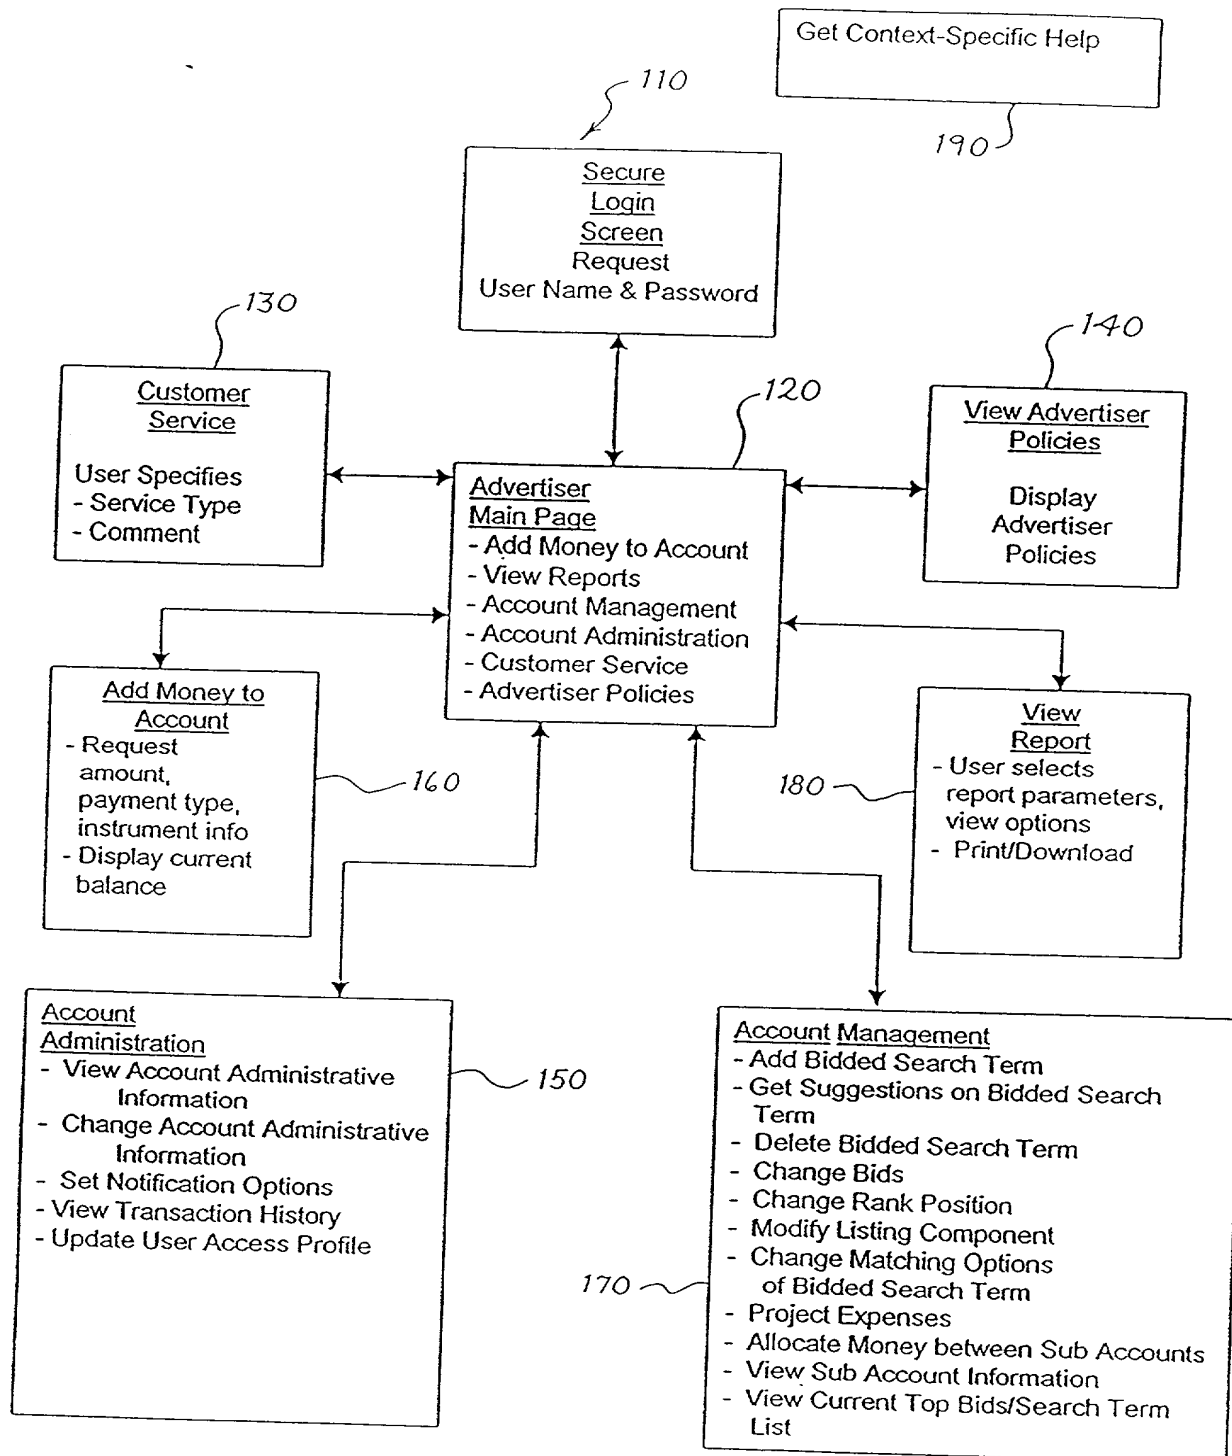 Get Context-Specific Help
190
110
Secure
Login
Screen
Request
User Name & Password
130
Customer
Service
User Specifies
- Service Type
- Comment
120
Advertiser
Main Page
- Add Money to Account
- View Reports
- Account Management
- Account Administration
- Customer Service
- Advertiser Policies
140
View Advertiser
Policies
Display
Advertiser
Policies
Add Money to
Account
- Request
amount,
payment type,
instrument info
- Display current
balance
160
View
Report
- User selects
report parameters,
view options
- Print/Download
180
Account
Administration
- View Account Administrative
Information
- Change Account Administrative
Information
- Set Notification Options
- View Transaction History
- Update User Access Profile
150
Account Management
- Add Bidded Search Term
- Get Suggestions on Bidded Search
Term
- Delete Bidded Search Term
- Change Bids
- Change Rank Position
- Modify Listing Component
- Change Matching Options
of Bidded Search Term
- Project Expenses
- Allocate Money between Sub Accounts
- View Sub Account Information
- View Current Top Bids/Search Term
List
170